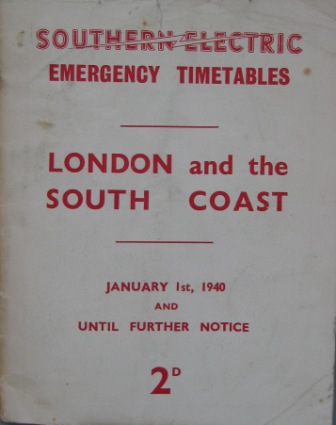 SOUTHERN ELECTRIC
EMERGENCY TIMETABLES
LONDON and the
SOUTH COAST
JANUARY 1st, 1940
AND
UNTIL FURTHER NOTICE
2D